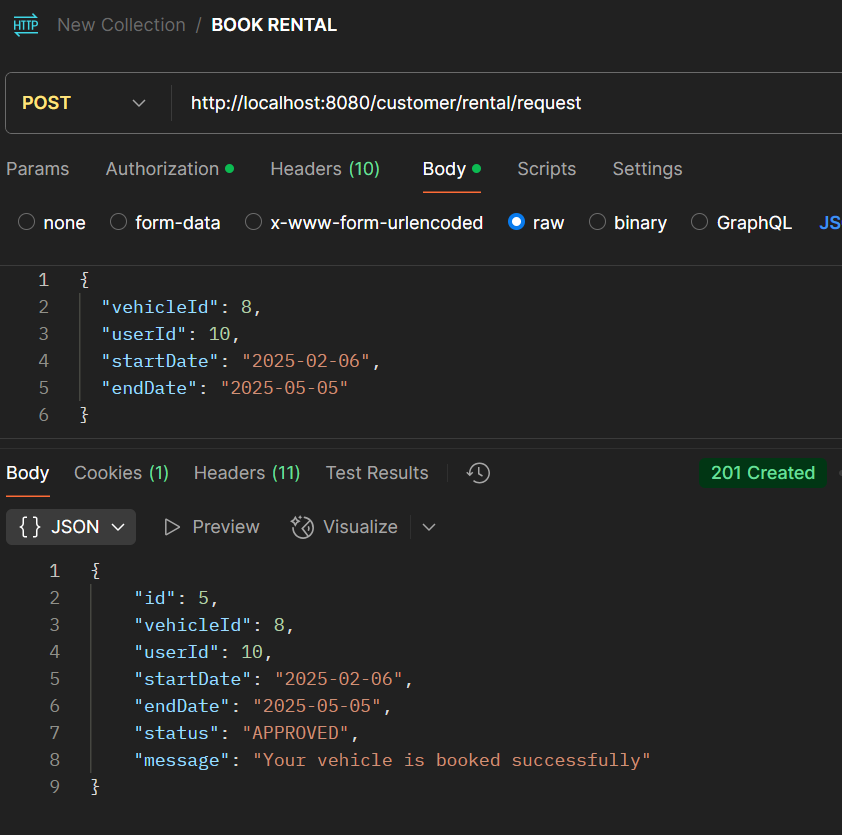 HTTP New Collection / BOOK RENTAL
POST http://localhost:8080/customer/rental/request
Params Authorization Headers (10) Body Scripts Settings
none form-data x-www-form-urlencoded raw binary GraphQL JS
1 {
2 "vehicleId": 8,
3 "userId": 10,
4 "startDate": "2025-02-06",
5 "endDate": "2025-05-05"
6 }
Body Cookies (1) Headers (11) Test Results 201 Created
{ } JSON Preview Visualize
1 {
2 "id": 5,
3 "vehicleId": 8,
4 "userId": 10,
5 "startDate": "2025-02-06",
6 "endDate": "2025-05-05",
7 "status": "APPROVED",
8 "message": "Your vehicle is booked successfully"
9 }